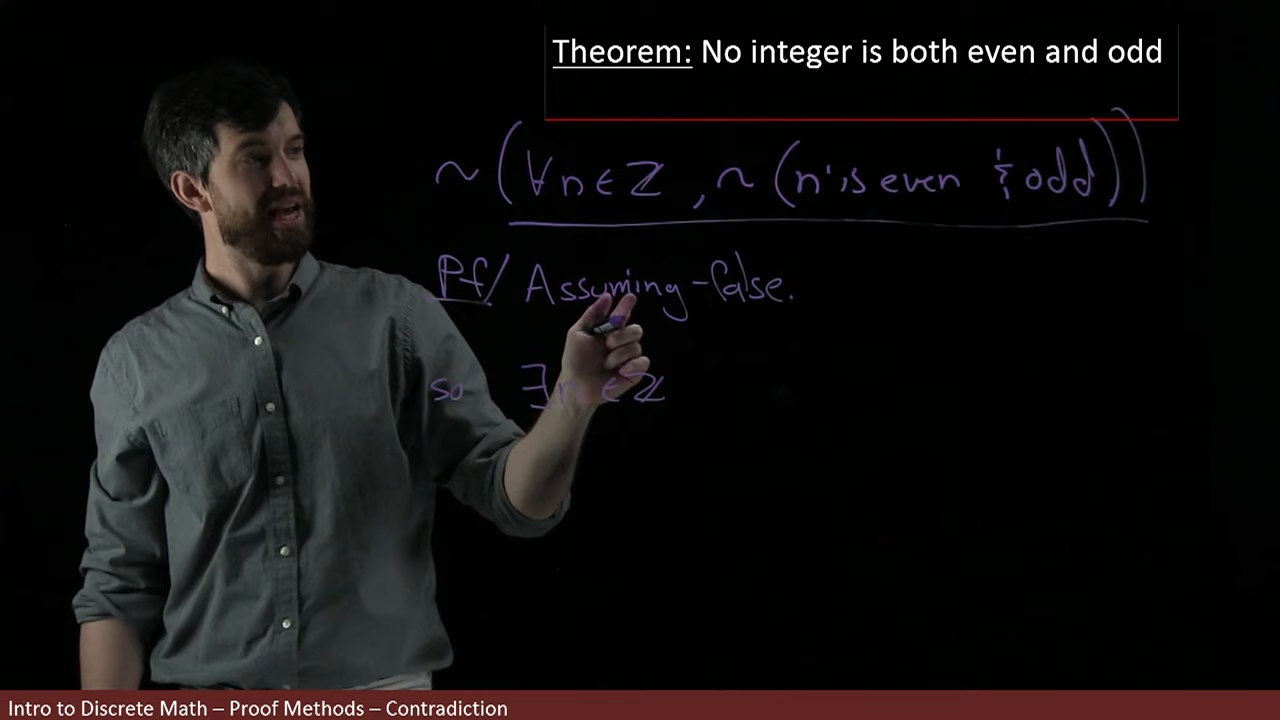 Theorem: No integer is both even and odd
~(∀n∈ℤ, ~(n is even & odd))
Pf/ Assuming false.
so ∃n∈ℤ
Intro to Discrete Math – Proof Methods – Contradiction